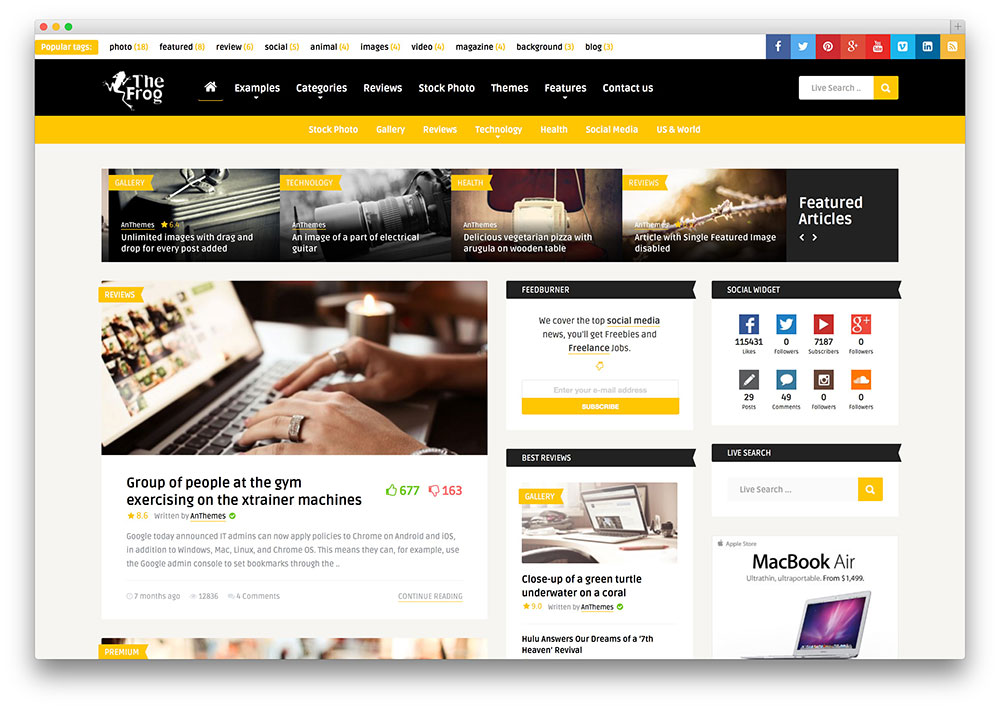 Popular tags: photo (18) featured (8) review (6) social (5) animal (4) images (4) video (4) magazine (4) background (3) blog (3)
The
Frog
Examples Categories Reviews Stock Photo Themes Features Contact us
Live Search ..
Stock Photo Gallery Reviews Technology Health Social Media US & World
GALLERY
AnThemes 6.4
Unlimited images with drag and
drop for every post added
TECHNOLOGY
AnThemes
An image of a part of electrical
guitar
HEALTH
AnThemes
Delicious vegetarian pizza with
arugula on wooden table
REVIEWS
AnThemes
Article with Single Featured Image
disabled
Featured
Articles
REVIEWS
Group of people at the gym
exercising on the xtrainer machines
677 163
8.6 Written by AnThemes
Google today announced IT admins can now apply policies to Chrome on Android and iOS,
in addition to Windows, Mac, Linux, and Chrome OS. This means they can, for example, use
the Google admin console to set bookmarks through the ..
7 months ago 12836 4 Comments CONTINUE READING
PREMIUM
FEEDBURNER
We cover the top social media
news, you'll get Freebies and
Freelance Jobs.
Enter your e-mail address
SUBSCRIBE
BEST REVIEWS
GALLERY
Close-up of a green turtle
underwater on a coral
9.0 Written by AnThemes
Hulu Answers Our Dreams of a '7th
Heaven' Revival
SOCIAL WIDGET
115431 0 7187 0
Likes Followers Subscribers Followers
29 49 0 0
Posts Comments Followers Followers
LIVE SEARCH
Live Search ...
Apple Store
MacBook Air
Ultrathin, ultraportable. From $1,499.